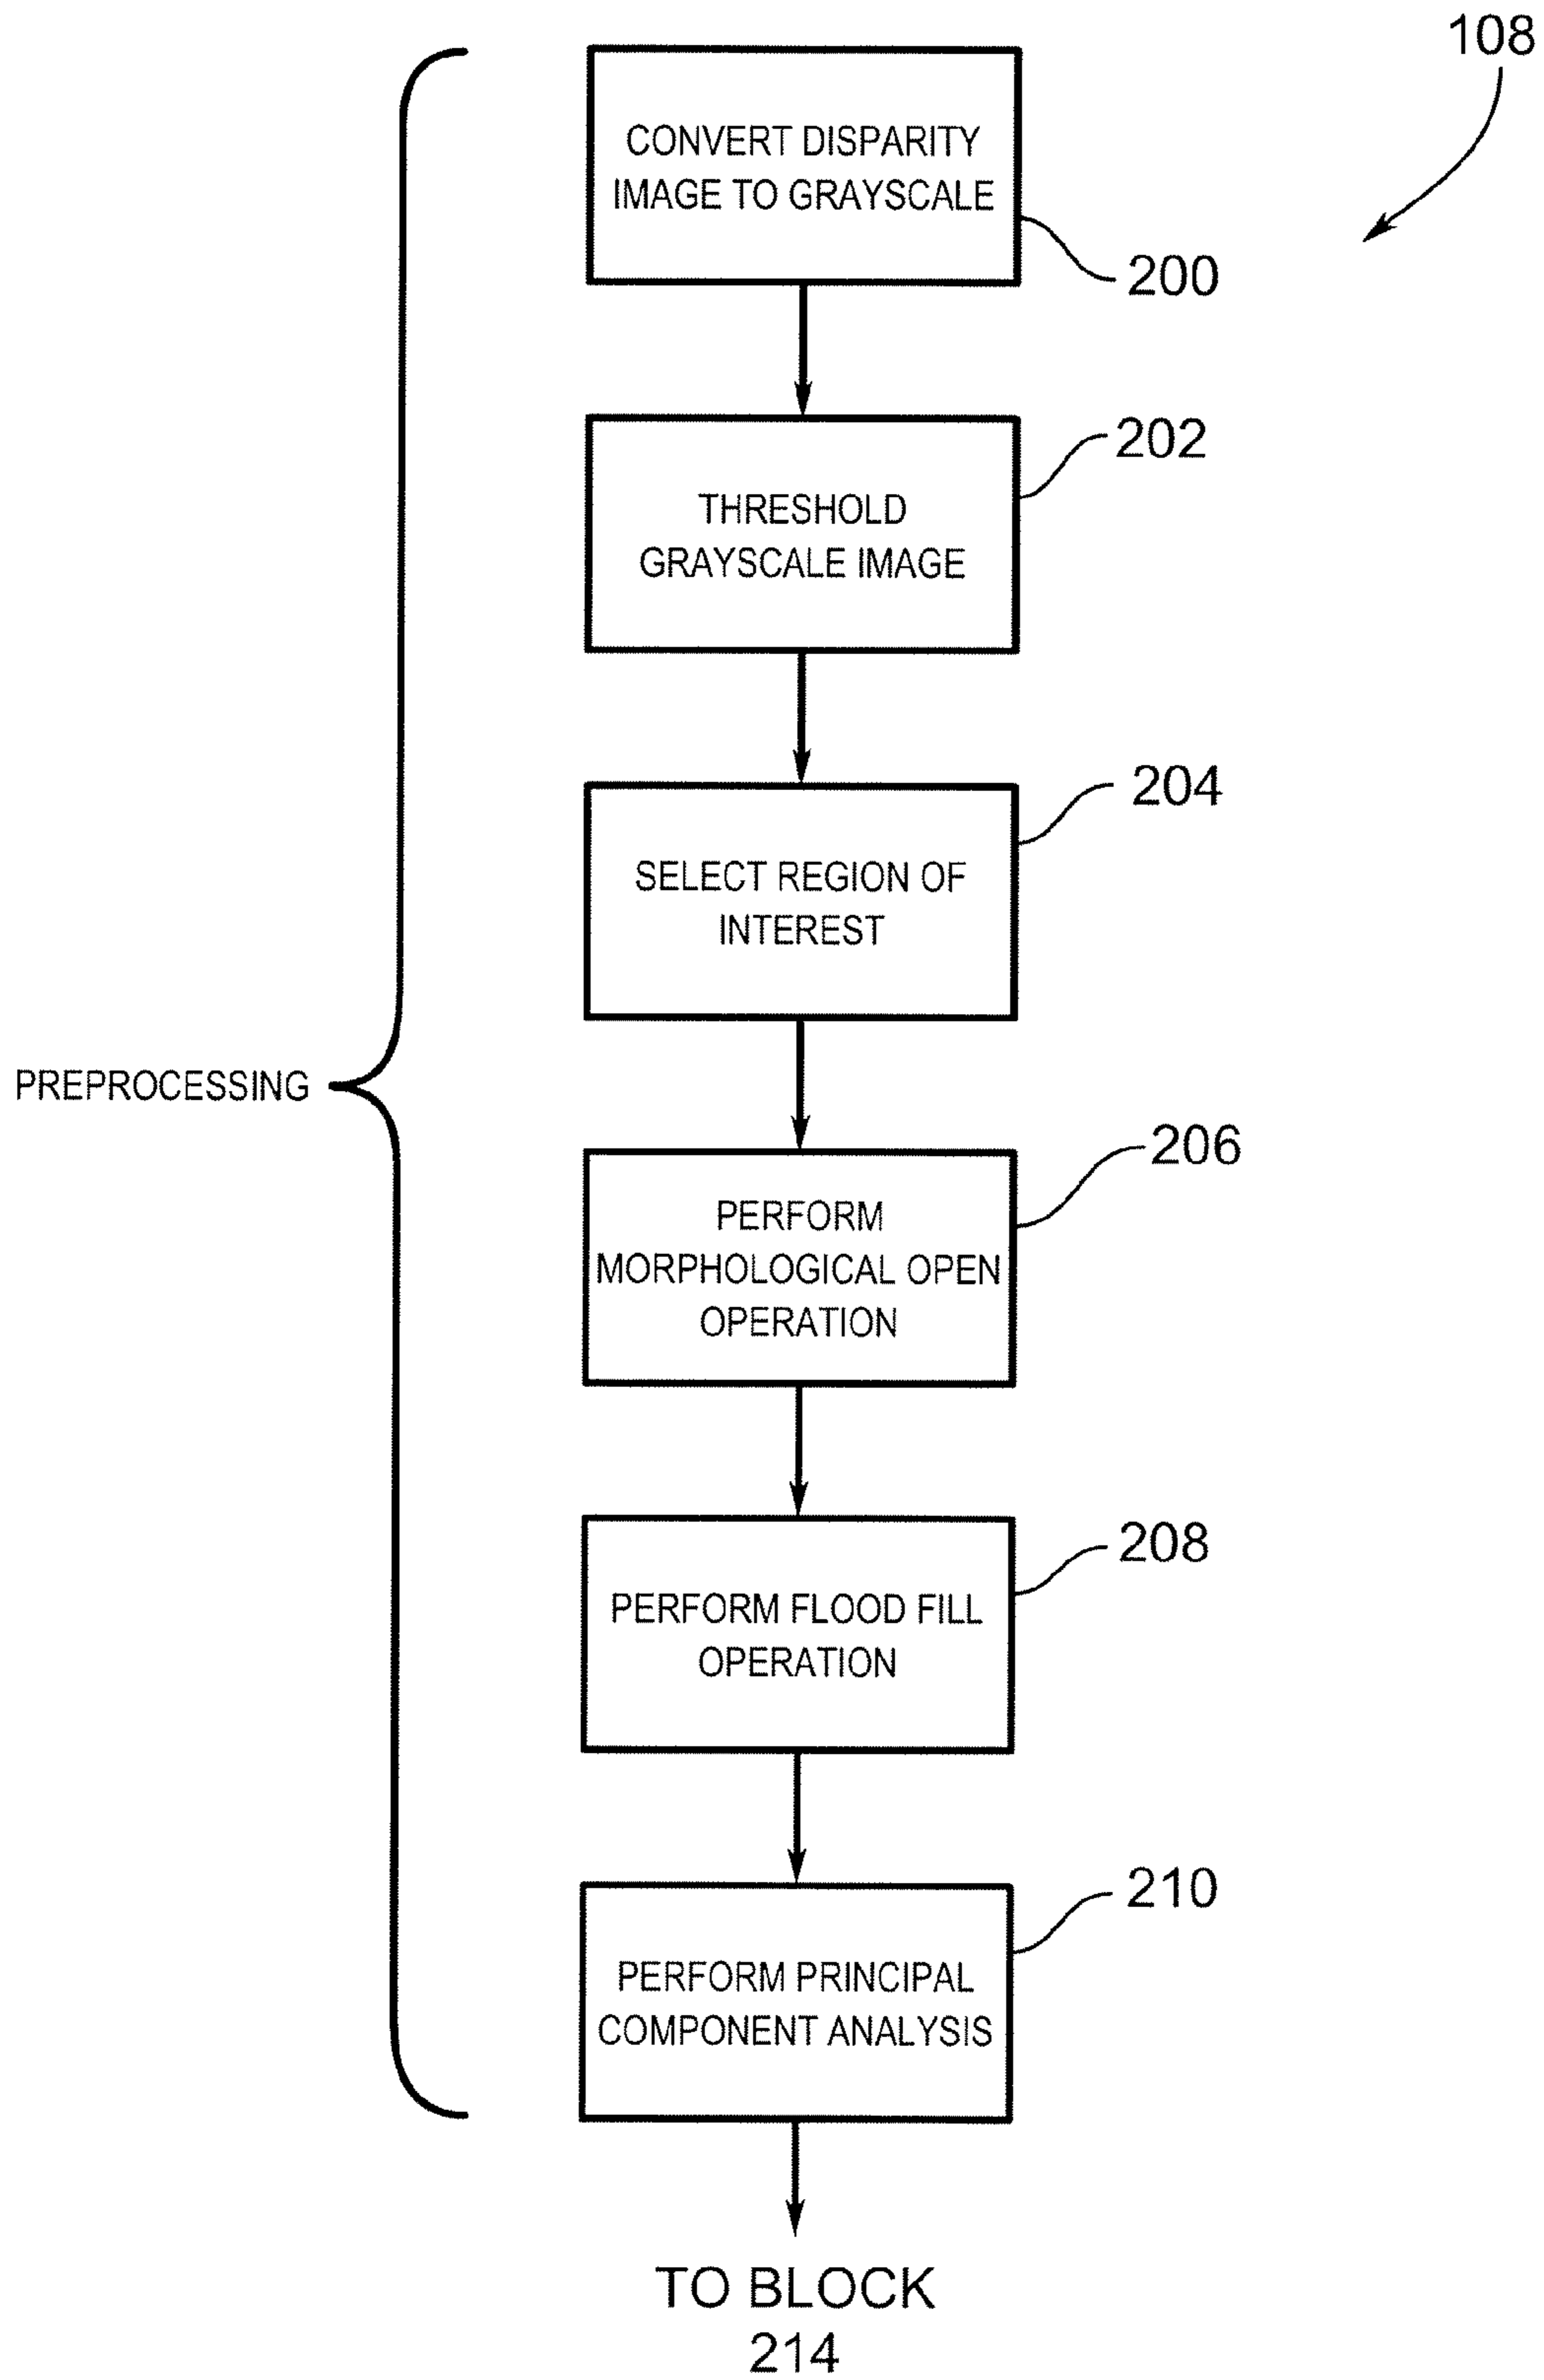 108
CONVERT DISPARITY
IMAGE TO GRAYSCALE
200
202
THRESHOLD
GRAYSCALE IMAGE
204
SELECT REGION OF
INTEREST
PREPROCESSING
206
PERFORM
MORPHOLOGICAL OPEN
OPERATION
208
PERFORM FLOOD FILL
OPERATION
210
PERFORM PRINCIPAL
COMPONENT ANALYSIS
TO BLOCK
214